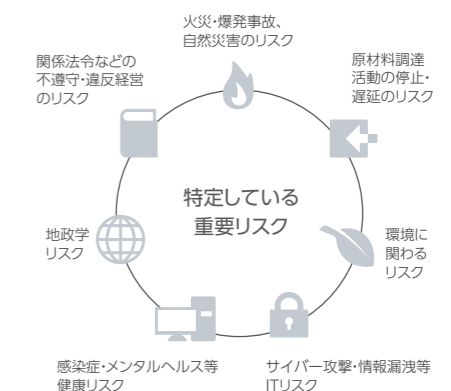 火災・爆発事故、
自然災害のリスク
関係法令などの
不遵守・違反経営
のリスク
原材料調達
活動の停止・
遅延のリスク
特定している
重要リスク
地政学
リスク
環境に
関わる
リスク
感染症・メンタルヘルス等
健康リスク
サイバー攻撃・情報漏洩等
ITリスク